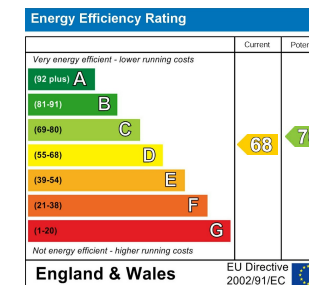 Energy Efficiency Rating
Current
Very energy efficient - lower running costs
(92 plus) A
(81-91) B
(69-80) C
(55-68) D
68
(39-54) E
(21-38) F
(1-20) G
Not energy efficient - higher running costs
England & Wales
EU Directive
2002/91/EC